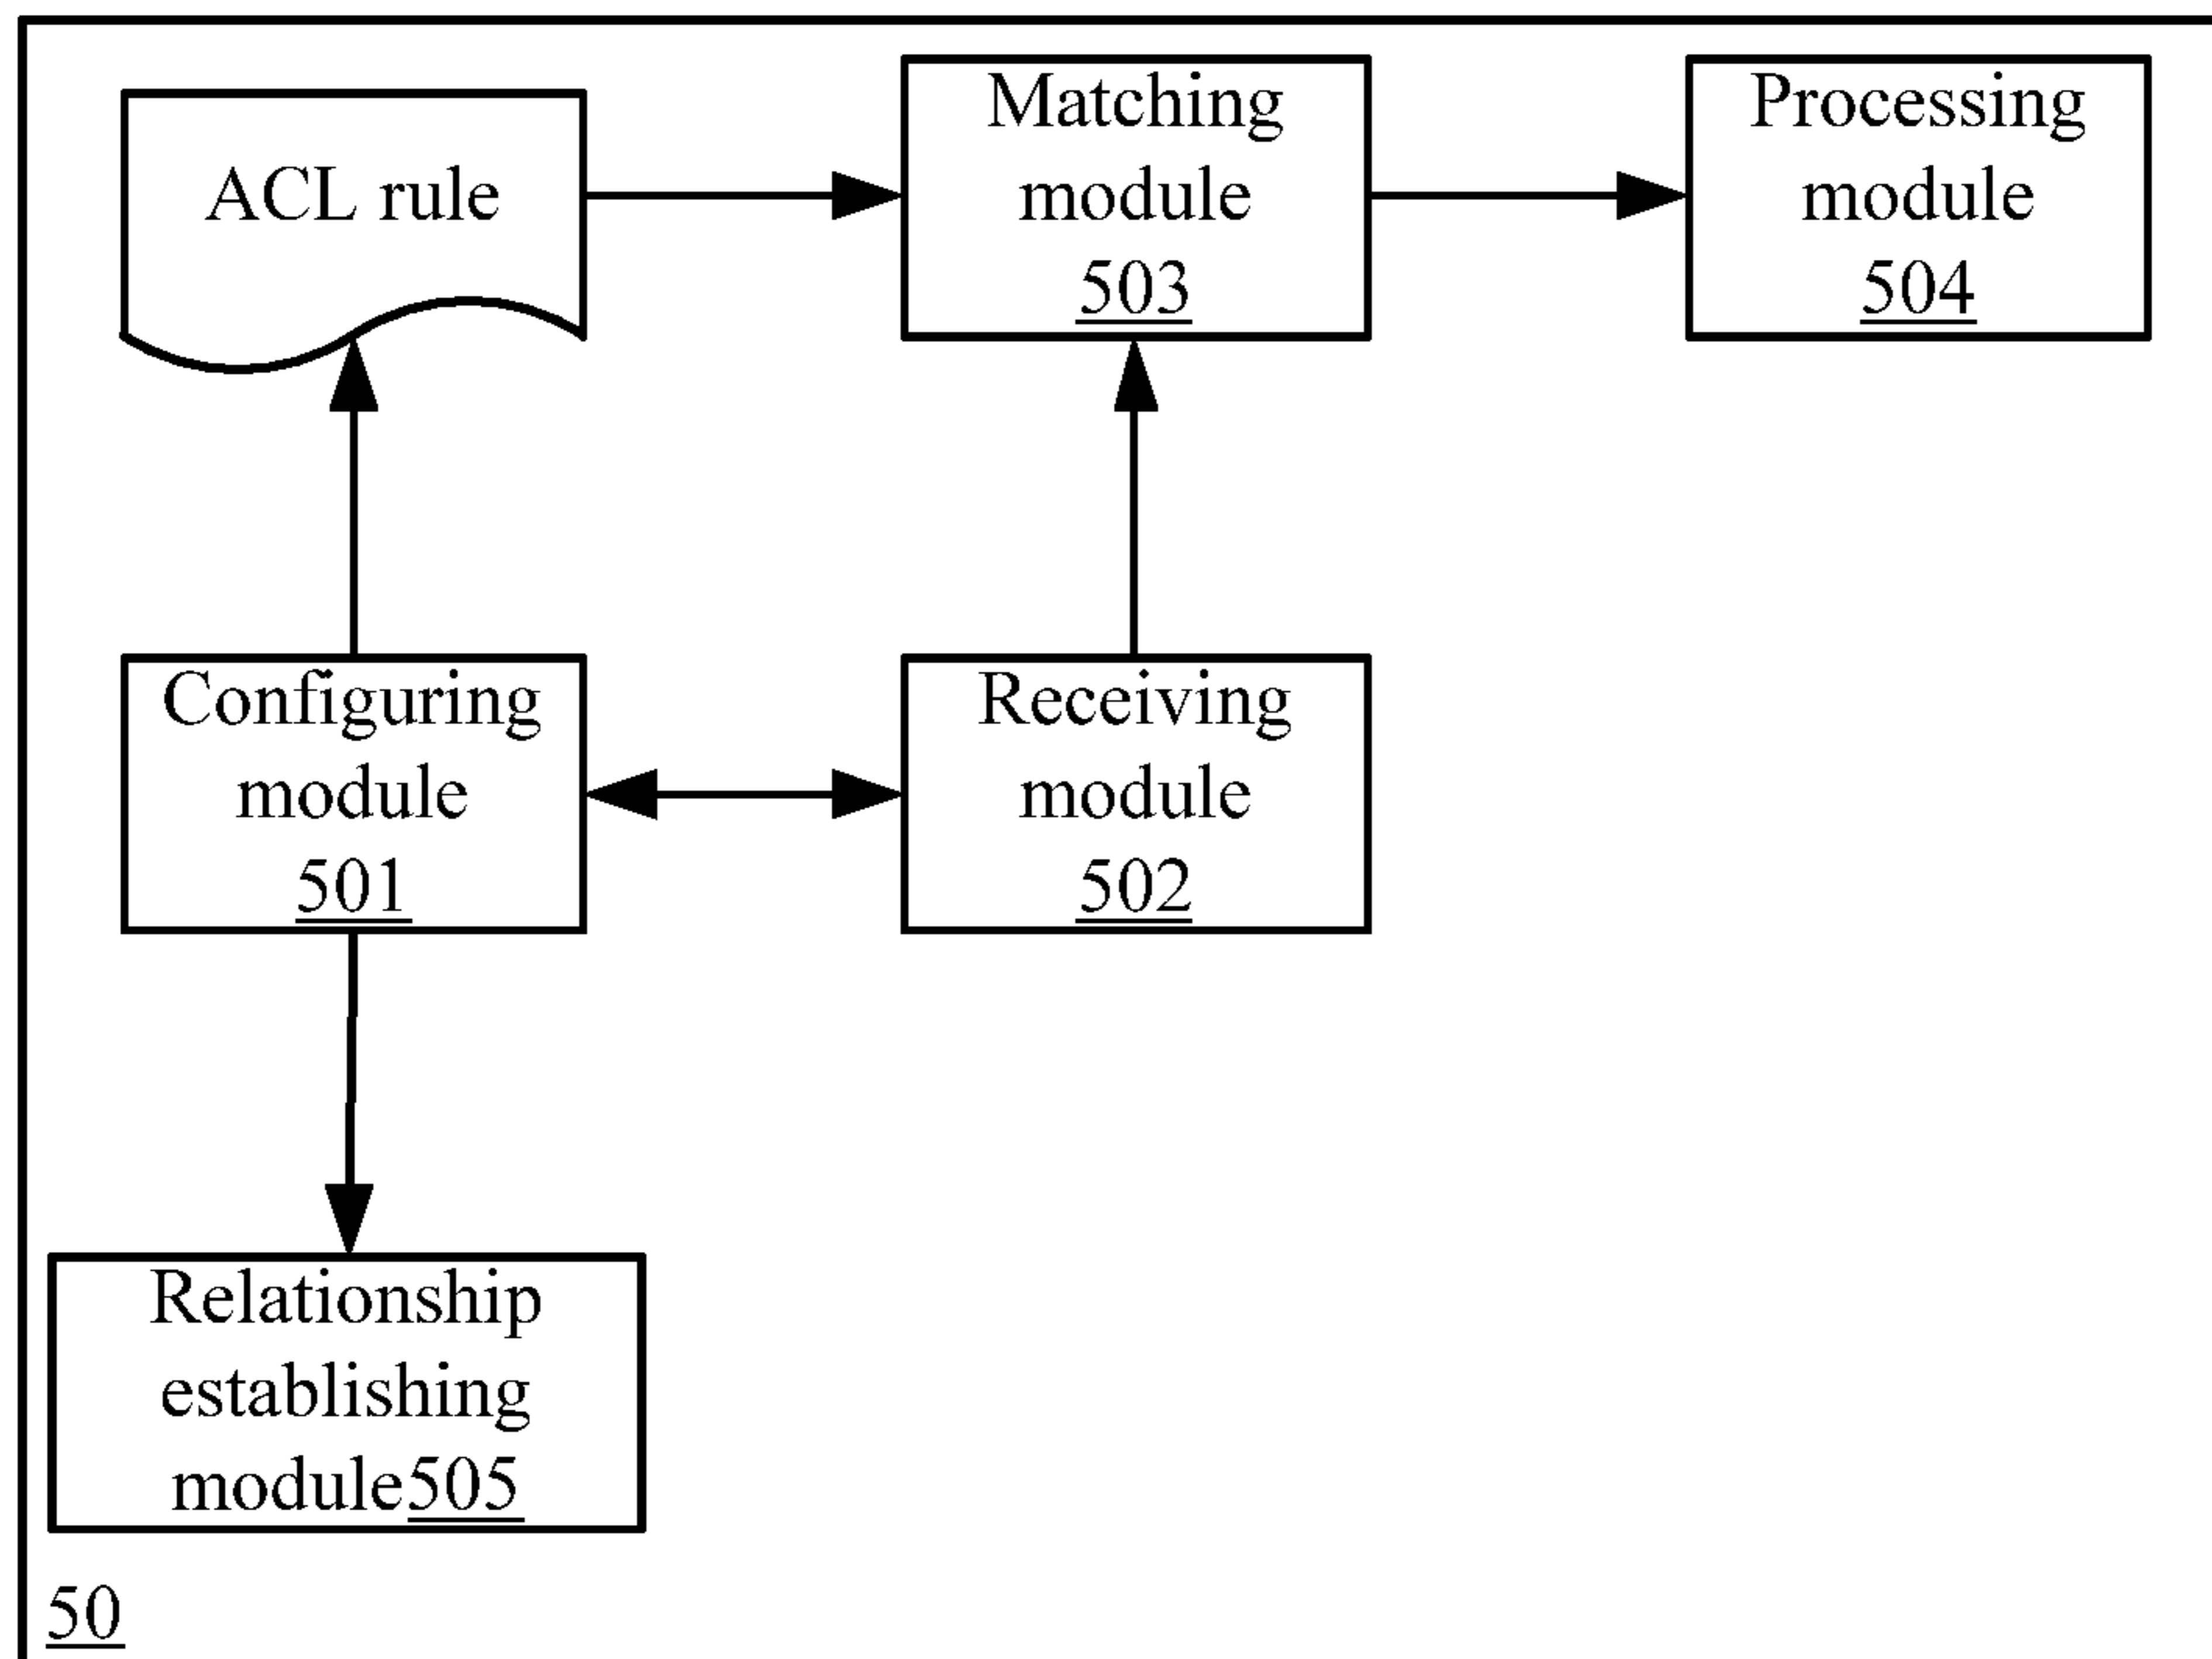 ACL rule
Matching
module
503
Processing
module
504
Configuring
module
501
Receiving
module
502
Relationship
establishing
module505
50